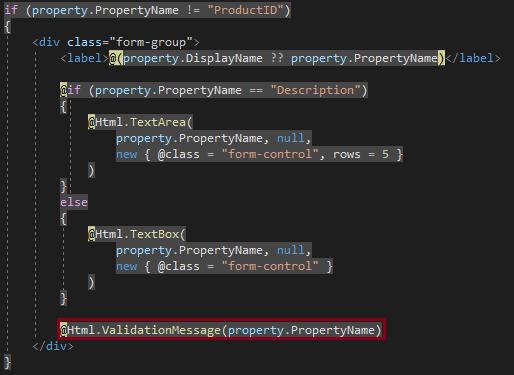 if (property.PropertyName != "ProductID")
{
<div class="form-group">
<label>@(property.DisplayName ?? property.PropertyName)</label>
@if (property.PropertyName == "Description")
{
@Html.TextArea(
property.PropertyName, null,
new { @class = "form-control", rows = 5 }
)
}
else
{
@Html.TextBox(
property.PropertyName, null,
new { @class = "form-control" }
)
}
@Html.ValidationMessage(property.PropertyName)
</div>
}